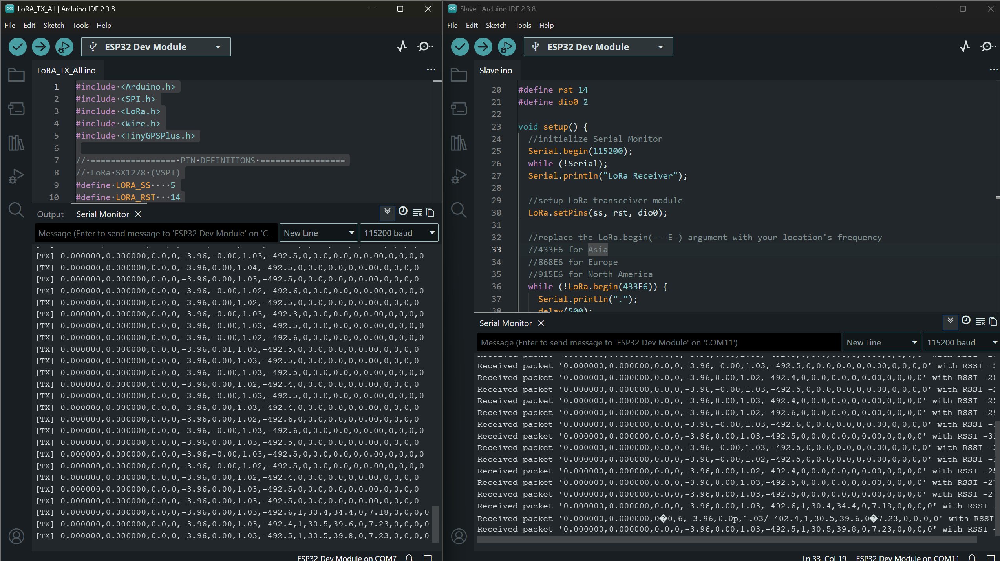 LoRA_TX_All | Arduino IDE 2.3.8
File Edit Sketch Tools Help
ESP32 Dev Module
LoRA_TX_All.ino
1 #include <Arduino.h>
2 #include <SPI.h>
3 #include <LoRa.h>
4 #include <Wire.h>
5 #include <TinyGPSPlus.h>
6
7 // ================= PIN DEFINITIONS =================
8 // LoRa SX1278 (VSPI)
9 #define LORA_SS    5
10 #define LORA_RST   14
Output Serial Monitor
Message (Enter to send message to 'ESP32 Dev Module' on 'C... New Line 115200 baud
[TX] 0.000000,0.000000,0.0,0,-3.96,-0.00,1.03,-492.5,0,0.0,0.0,0,0.00,0,0,0,0
[TX] 0.000000,0.000000,0.0,0,-3.96,0.00,1.04,-492.5,0,0.0,0.0,0,0.00,0,0,0,0
[TX] 0.000000,0.000000,0.0,0,-3.96,0.00,1.03,-492.5,0,0.0,0.0,0,0.00,0,0,0,0
[TX] 0.000000,0.000000,0.0,0,-3.96,-0.00,1.02,-492.6,0,0.0,0.0,0,0.00,0,0,0,0
[TX] 0.000000,0.000000,0.0,0,-3.96,0.00,1.02,-492.5,0,0.0,0.0,0,0.00,0,0,0,0
[TX] 0.000000,0.000000,0.0,0,-3.96,-0.00,1.03,-492.3,0,0.0,0.0,0,0.00,0,0,0,0
[TX] 0.000000,0.000000,0.0,0,-3.96,-0.00,1.03,-492.5,0,0.0,0.0,0,0.00,0,0,0,0
[TX] 0.000000,0.000000,0.0,0,-3.96,-0.00,1.02,-492.6,0,0.0,0.0,0,0.00,0,0,0,0
[TX] 0.000000,0.000000,0.0,0,-3.96,0.01,1.03,-492.5,0,0.0,0.0,0,0.00,0,0,0,0
[TX] 0.000000,0.000000,0.0,0,-3.96,0.00,1.03,-492.5,0,0.0,0.0,0,0.00,0,0,0,0
[TX] 0.000000,0.000000,0.0,0,-3.96,-0.00,1.03,-492.5,0,0.0,0.0,0,0.00,0,0,0,0
[TX] 0.000000,0.000000,0.0,0,-3.96,0.00,1.02,-492.4,0,0.0,0.0,0,0.00,0,0,0,0
[TX] 0.000000,0.000000,0.0,0,-3.96,-0.00,1.03,-492.5,0,0.0,0.0,0,0.00,0,0,0,0
[TX] 0.000000,0.000000,0.0,0,-3.96,0.00,1.03,-492.4,0,0.0,0.0,0,0.00,0,0,0,0
[TX] 0.000000,0.000000,0.0,0,-3.96,0.00,1.02,-492.6,0,0.0,0.0,0,0.00,0,0,0,0
[TX] 0.000000,0.000000,0.0,0,-3.96,-0.00,1.03,-492.6,0,0.0,0.0,0,0.00,0,0,0,0
[TX] 0.000000,0.000000,0.0,0,-3.96,0.00,1.03,-492.5,0,0.0,0.0,0,0.00,0,0,0,0
[TX] 0.000000,0.000000,0.0,0,-3.96,-0.00,1.03,-492.5,0,0.0,0.0,0,0.00,0,0,0,0
[TX] 0.000000,0.000000,0.0,0,-3.96,-0.00,1.02,-492.5,0,0.0,0.0,0,0.00,0,0,0,0
[TX] 0.000000,0.000000,0.0,0,-3.96,0.00,1.02,-492.4,0,0.0,0.0,0,0.00,0,0,0,0
[TX] 0.000000,0.000000,0.0,0,-3.96,0.00,1.03,-492.5,0,0.0,0.0,0,0.00,0,0,0,0
[TX] 0.000000,0.000000,0.0,0,-3.96,0.00,1.03,-492.5,0,0.0,0.0,0,0.00,0,0,0,0
[TX] 0.000000,0.000000,0.0,0,-3.96,0.00,1.03,-492.6,1,30.4,34.4,0,7.18,0,0,0,0
[TX] 0.000000,0.000000,0.0,0,-3.96,0.00,1.03,-492.4,1,30.5,39.6,0,7.23,0,0,0,0
[TX] 0.000000,0.000000,0.0,0,-3.96,0.00,1.03,-492.5,1,30.5,39.8,0,7.23,0,0,0,0
ESP32 Dev Module on COM7
Slave | Arduino IDE 2.3.8
File Edit Sketch Tools Help
ESP32 Dev Module
Slave.ino
20 #define rst 14
21 #define dio0 2
22
23 void setup() {
24 //initialize Serial Monitor
25 Serial.begin(115200);
26 while (!Serial);
27 Serial.println("LoRa Receiver");
28
29 //setup LoRa transceiver module
30 LoRa.setPins(ss, rst, dio0);
31
32 //replace the LoRa.begin(---E-) argument with your location's frequency
33 //433E6 for Asia
34 //868E6 for Europe
35 //915E6 for North America
36 while (!LoRa.begin(433E6)) {
37 Serial.println(".");
38 delay(500);
Serial Monitor
Message (Enter to send message to 'ESP32 Dev Module' on 'COM11') New Line 115200 baud
Received packet '0.000000,0.000000,0.0,0,-3.96,-0.00,1.03,-492.5,0,0.0,0.0,0,0.00,0,0,0,0' with RSSI -2
Received packet '0.000000,0.000000,0.0,0,-3.96,0.00,1.02,-492.4,0,0.0,0.0,0,0.00,0,0,0,0' with RSSI -28
Received packet '0.000000,0.000000,0.0,0,-3.96,-0.00,1.03,-492.5,0,0.0,0.0,0,0.00,0,0,0,0' with RSSI -2
Received packet '0.000000,0.000000,0.0,0,-3.96,0.00,1.03,-492.4,0,0.0,0.0,0,0.00,0,0,0,0' with RSSI -25
Received packet '0.000000,0.000000,0.0,0,-3.96,0.00,1.02,-492.6,0,0.0,0.0,0,0.00,0,0,0,0' with RSSI -29
Received packet '0.000000,0.000000,0.0,0,-3.96,-0.00,1.03,-492.6,0,0.0,0.0,0,0.00,0,0,0,0' with RSSI -3
Received packet '0.000000,0.000000,0.0,0,-3.96,0.00,1.03,-492.5,0,0.0,0.0,0,0.00,0,0,0,0' with RSSI -31
Received packet '0.000000,0.000000,0.0,0,-3.96,-0.00,1.03,-492.5,0,0.0,0.0,0,0.00,0,0,0,0' with RSSI -3
Received packet '0.000000,0.000000,0.0,0,-3.96,-0.00,1.02,-492.5,0,0.0,0.0,0,0.00,0,0,0,0' with RSSI -3
Received packet '0.000000,0.000000,0.0,0,-3.96,0.00,1.02,-492.4,0,0.0,0.0,0,0.00,0,0,0,0' with RSSI -25
Received packet '0.000000,0.000000,0.0,0,-3.96,0.00,1.03,-492.5,0,0.0,0.0,0,0.00,0,0,0,0' with RSSI -27
Received packet '0.000000,0.000000,0.0,0,-3.96,0.00,1.03,-492.5,0,0.0,0.0,0,0.00,0,0,0,0' with RSSI -27
Received packet '0.000000,0.000000,0.0,0,-3.96,0.00,1.03,-492.6,1,30.4,34.4,0,7.18,0,0,0,0' with RSSI -
Received packet '0.000000,0.000000,0�0,6,-3.96,0.0p,1.03/-402.4,1,30.5,39.6,0�7.23,0,0,0,0' with RSSI
Received packet '0.000000,0.000000,0.0,0,-3.96,0.00,1.03,-492.5,1,30.5,39.8,0,7.23,0,0,0,0' with RSSI -
Ln 33, Col 19 ESP32 Dev Module on COM11